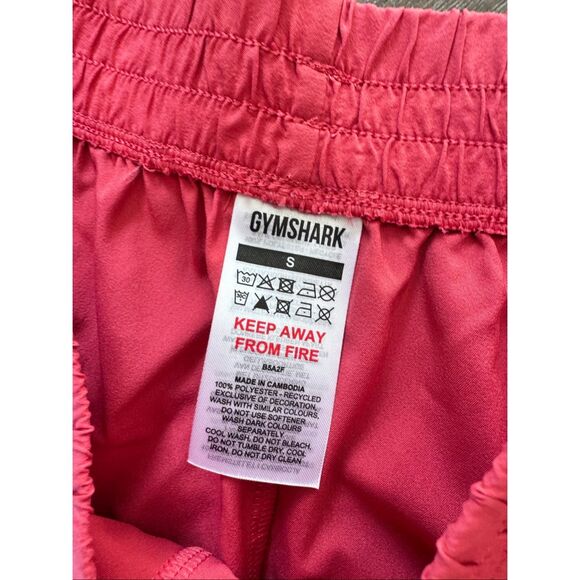 GYMSHARK
S
30
KEEP AWAY
FROM FIRE
B5A2F
MADE IN CAMBODIA
100% POLYESTER - RECYCLED
EXCLUSIVE OF DECORATION,
WASH WITH SIMILAR COLOURS,
DO NOT USE SOFTENER
WASH DARK COLOURS
SEPARATELY
COOL WASH, DO NOT BLEACH,
DO NOT TUMBLE DRY, COOL
IRON, DO NOT DRY CLEAN